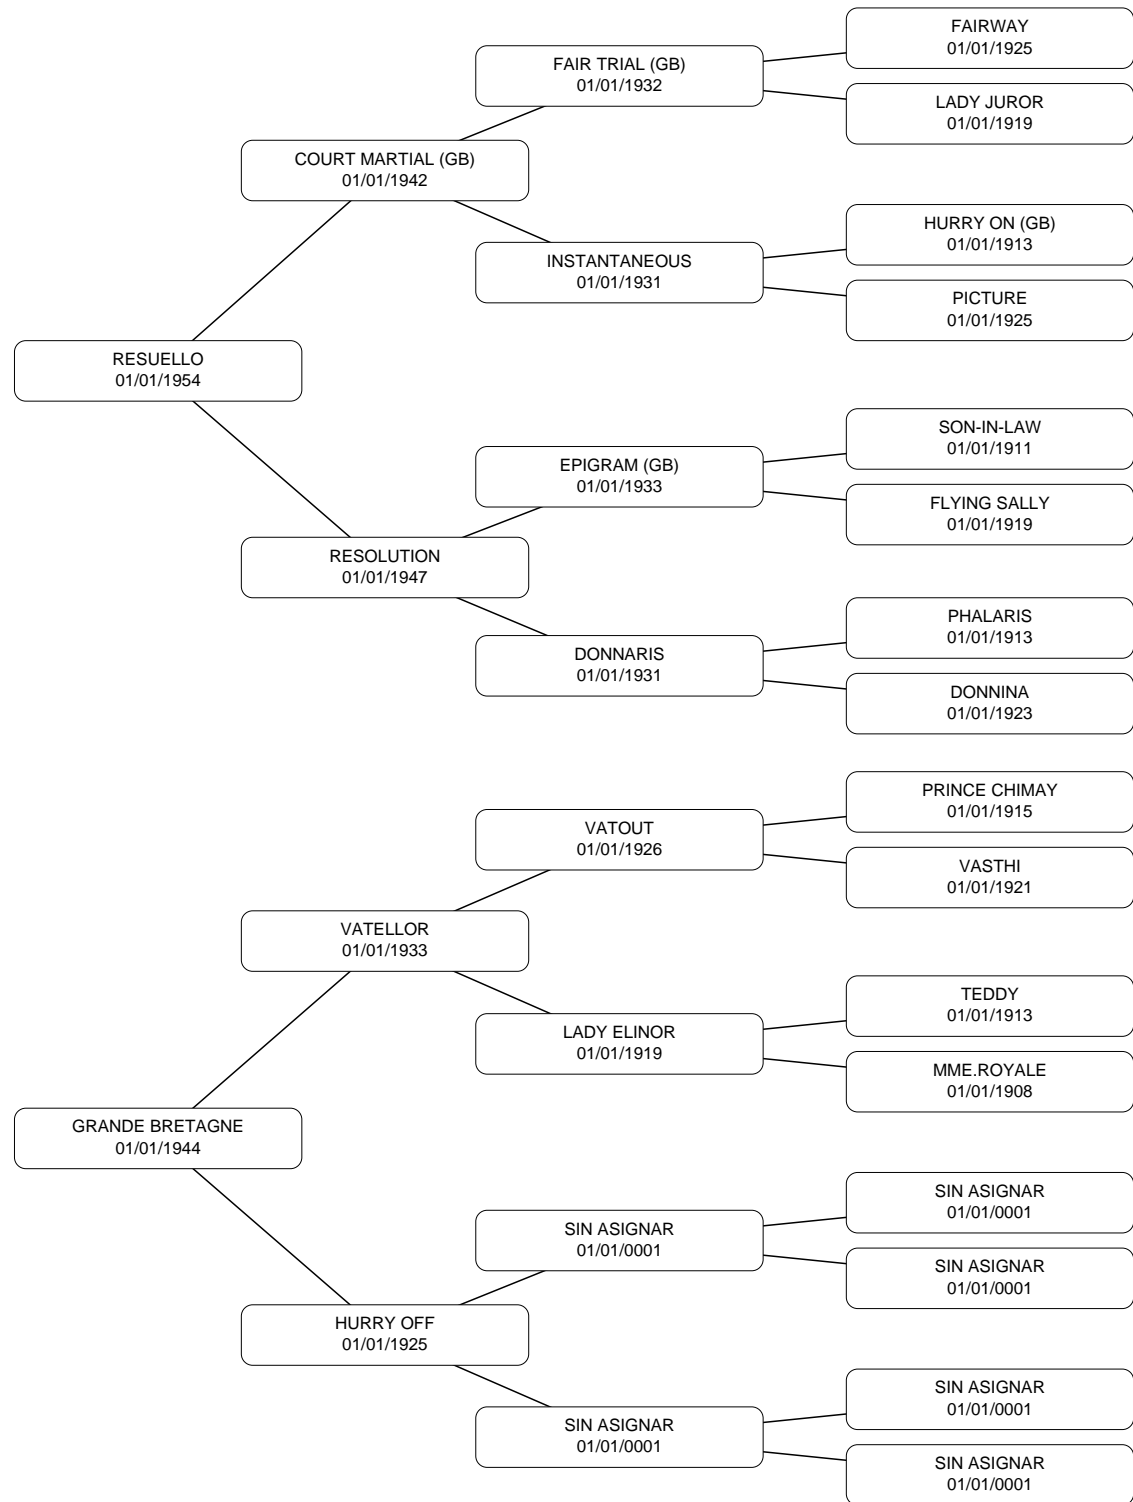 FAIRWAY
01/01/1925
FAIR TRIAL (GB)
01/01/1932
LADY JUROR
01/01/1919
COURT MARTIAL (GB)
01/01/1942
HURRY ON (GB)
01/01/1913
INSTANTANEOUS
01/01/1931
PICTURE
01/01/1925
RESUELLO
01/01/1954
SON-IN-LAW
01/01/1911
EPIGRAM (GB)
01/01/1933
FLYING SALLY
01/01/1919
RESOLUTION
01/01/1947
PHALARIS
01/01/1913
DONNARIS
01/01/1931
DONNINA
01/01/1923
PRINCE CHIMAY
01/01/1915
VATOUT
01/01/1926
VASTHI
01/01/1921
VATELLOR
01/01/1933
TEDDY
01/01/1913
LADY ELINOR
01/01/1919
MME.ROYALE
01/01/1908
GRANDE BRETAGNE
01/01/1944
SIN ASIGNAR
01/01/0001
SIN ASIGNAR
01/01/0001
SIN ASIGNAR
01/01/0001
HURRY OFF
01/01/1925
SIN ASIGNAR
01/01/0001
SIN ASIGNAR
01/01/0001
SIN ASIGNAR
01/01/0001